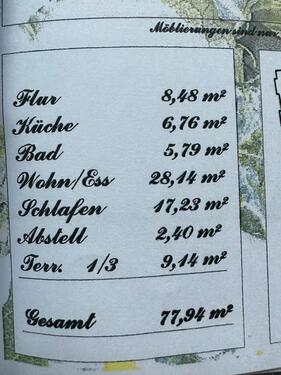 Möblierungen sind nur
Flur 8,48 m²
Küche 6,76 m²
Bad 5,79 m²
Wohn/Ess 28,14 m²
Schlafen 17,23 m²
Abstell 2,40 m²
Terr. 1/3 9,14 m²
Gesamt 77,94 m²